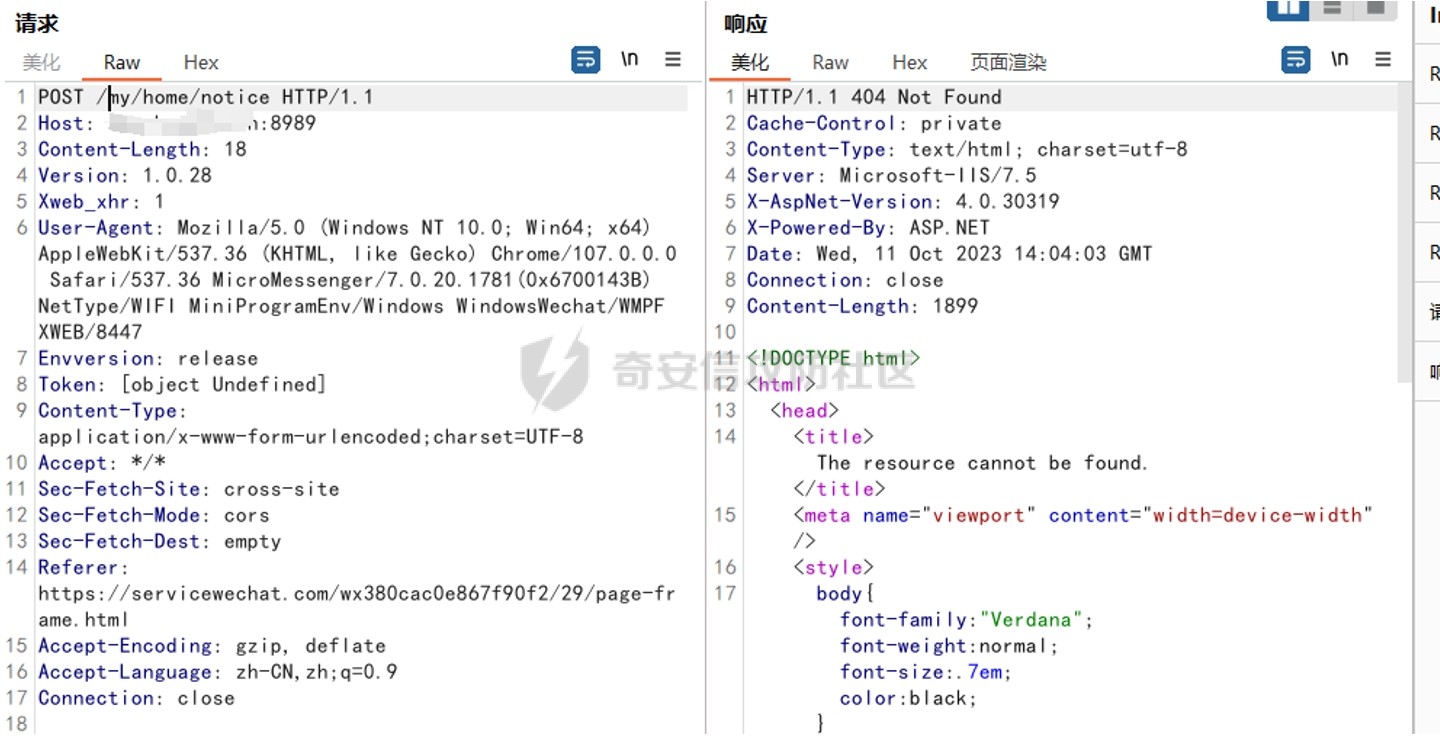 请求
美化 Raw Hex \n
1 POST /my/home/notice HTTP/1.1
2 Host: :8989
3 Content-Length: 18
4 Version: 1.0.28
5 Xweb_xhr: 1
6 User-Agent: Mozilla/5.0 (Windows NT 10.0; Win64; x64)
AppleWebKit/537.36 (KHTML, like Gecko) Chrome/107.0.0.0
Safari/537.36 MicroMessenger/7.0.20.1781(0x6700143B)
NetType/WIFI MiniProgramEnv/Windows WindowsWechat/WMPF
XWEB/8447
7 Envversion: release
8 Token: [object Undefined]
9 Content-Type:
application/x-www-form-urlencoded;charset=UTF-8
10 Accept: */*
11 Sec-Fetch-Site: cross-site
12 Sec-Fetch-Mode: cors
13 Sec-Fetch-Dest: empty
14 Referer:
https://servicewechat.com/wx380cac0e867f90f2/29/page-fr
ame.html
15 Accept-Encoding: gzip, deflate
16 Accept-Language: zh-CN,zh;q=0.9
17 Connection: close
18
响应
美化 Raw Hex 页面渲染 \n
1 HTTP/1.1 404 Not Found
2 Cache-Control: private
3 Content-Type: text/html; charset=utf-8
4 Server: Microsoft-IIS/7.5
5 X-AspNet-Version: 4.0.30319
6 X-Powered-By: ASP.NET
7 Date: Wed, 11 Oct 2023 14:04:03 GMT
8 Connection: close
9 Content-Length: 1899
10
11 <!DOCTYPE html>
12 <html>
13 <head>
14 <title>
The resource cannot be found.
</title>
15 <meta name="viewport" content="width=device-width"
/>
16 <style>
17 body{
font-family:"Verdana";
font-weight:normal;
font-size:.7em;
color:black;
}
奇安信攻防社区